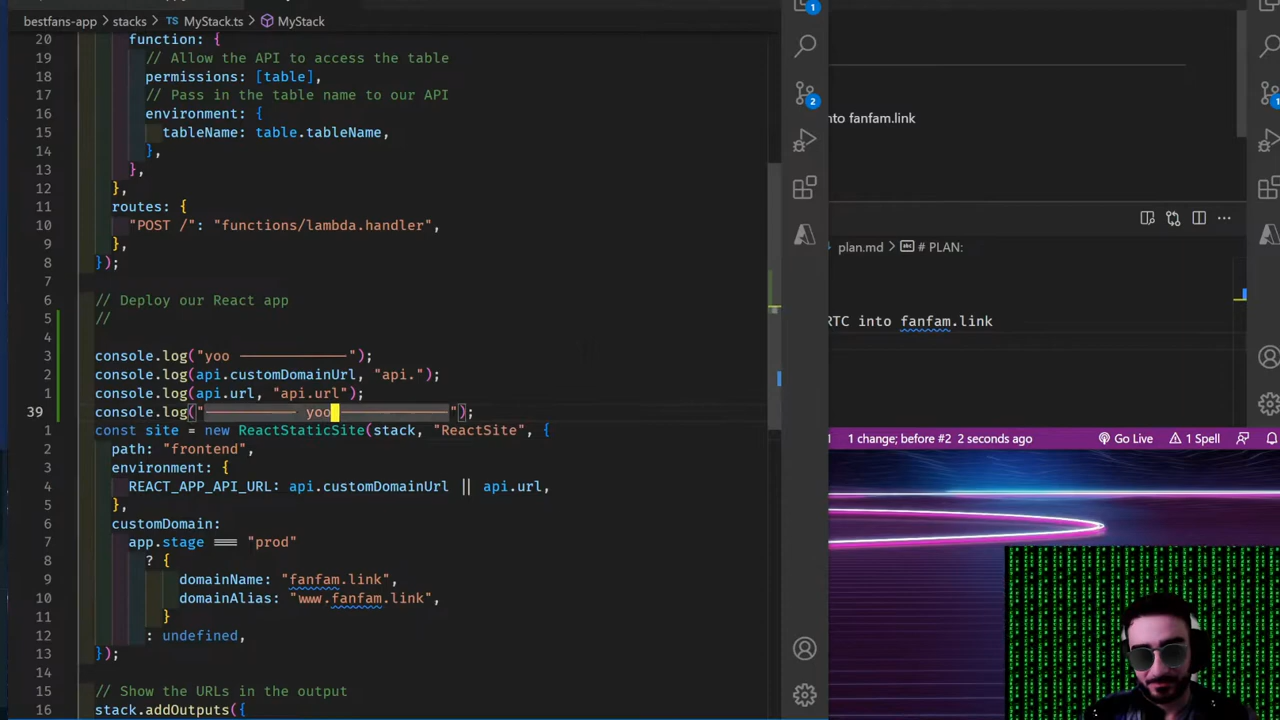 bestfans-app > stacks > TS MyStack.ts > MyStack
20 function: {
19 // Allow the API to access the table
18 permissions: [table],
17 // Pass in the table name to our API
16 environment: {
15 tableName: table.tableName,
14 },
13 },
12 },
11 routes: {
10 "POST /": "functions/lambda.handler",
9 },
8 });
7
6 // Deploy our React app
5 //
4
3 console.log("yoo —————————————");
2 console.log(api.customDomainUrl, "api.");
1 console.log(api.url, "api.url");
39 console.log("——————————— yoo—————————————");
1 const site = new ReactStaticSite(stack, "ReactSite", {
2 path: "frontend",
3 environment: {
4 REACT_APP_API_URL: api.customDomainUrl || api.url,
5 },
6 customDomain:
7 app.stage === "prod"
8 ? {
9 domainName: "fanfam.link",
10 domainAlias: "www.fanfam.link",
11 }
12 : undefined,
13 });
14
15 // Show the URLs in the output
16 stack.addOutputs({
1
2
nto fanfam.link
plan.md > # PLAN:
RTC into fanfam.link
1 change; before #2 2 seconds ago
Go Live
1 Spell